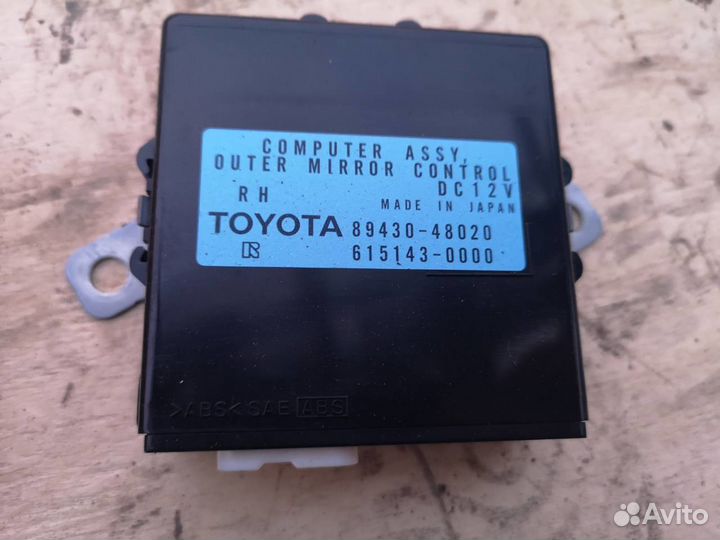 COMPUTER ASSY,
OUTER MIRROR CONTROL
RH DC12V
MADE IN JAPAN
TOYOTA 89430-48020
R 615143-0000
>ABS< SAE ABS
Avito